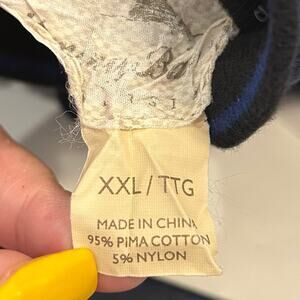 XXL / TTG
MADE IN CHINA
95% PIMA COTTON
5% NYLON